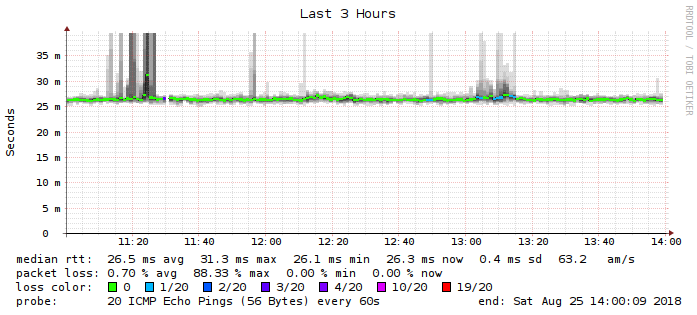 Last 3 Hours
RRDTOOL / TOBI OETIKER
Seconds
35 m
30 m
25 m
20 m
15 m
10 m
5 m
0
11:20 11:40 12:00 12:20 12:40 13:00 13:20 13:40 14:00
median rtt: 26.5 ms avg 31.3 ms max 26.1 ms min 26.3 ms now 0.4 ms sd 63.2 am/s
packet loss: 0.70 % avg 88.33 % max 0.00 % min 0.00 % now
loss color: 0 1/20 2/20 3/20 4/20 10/20 19/20
probe: 20 ICMP Echo Pings (56 Bytes) every 60s end: Sat Aug 25 14:00:09 2018